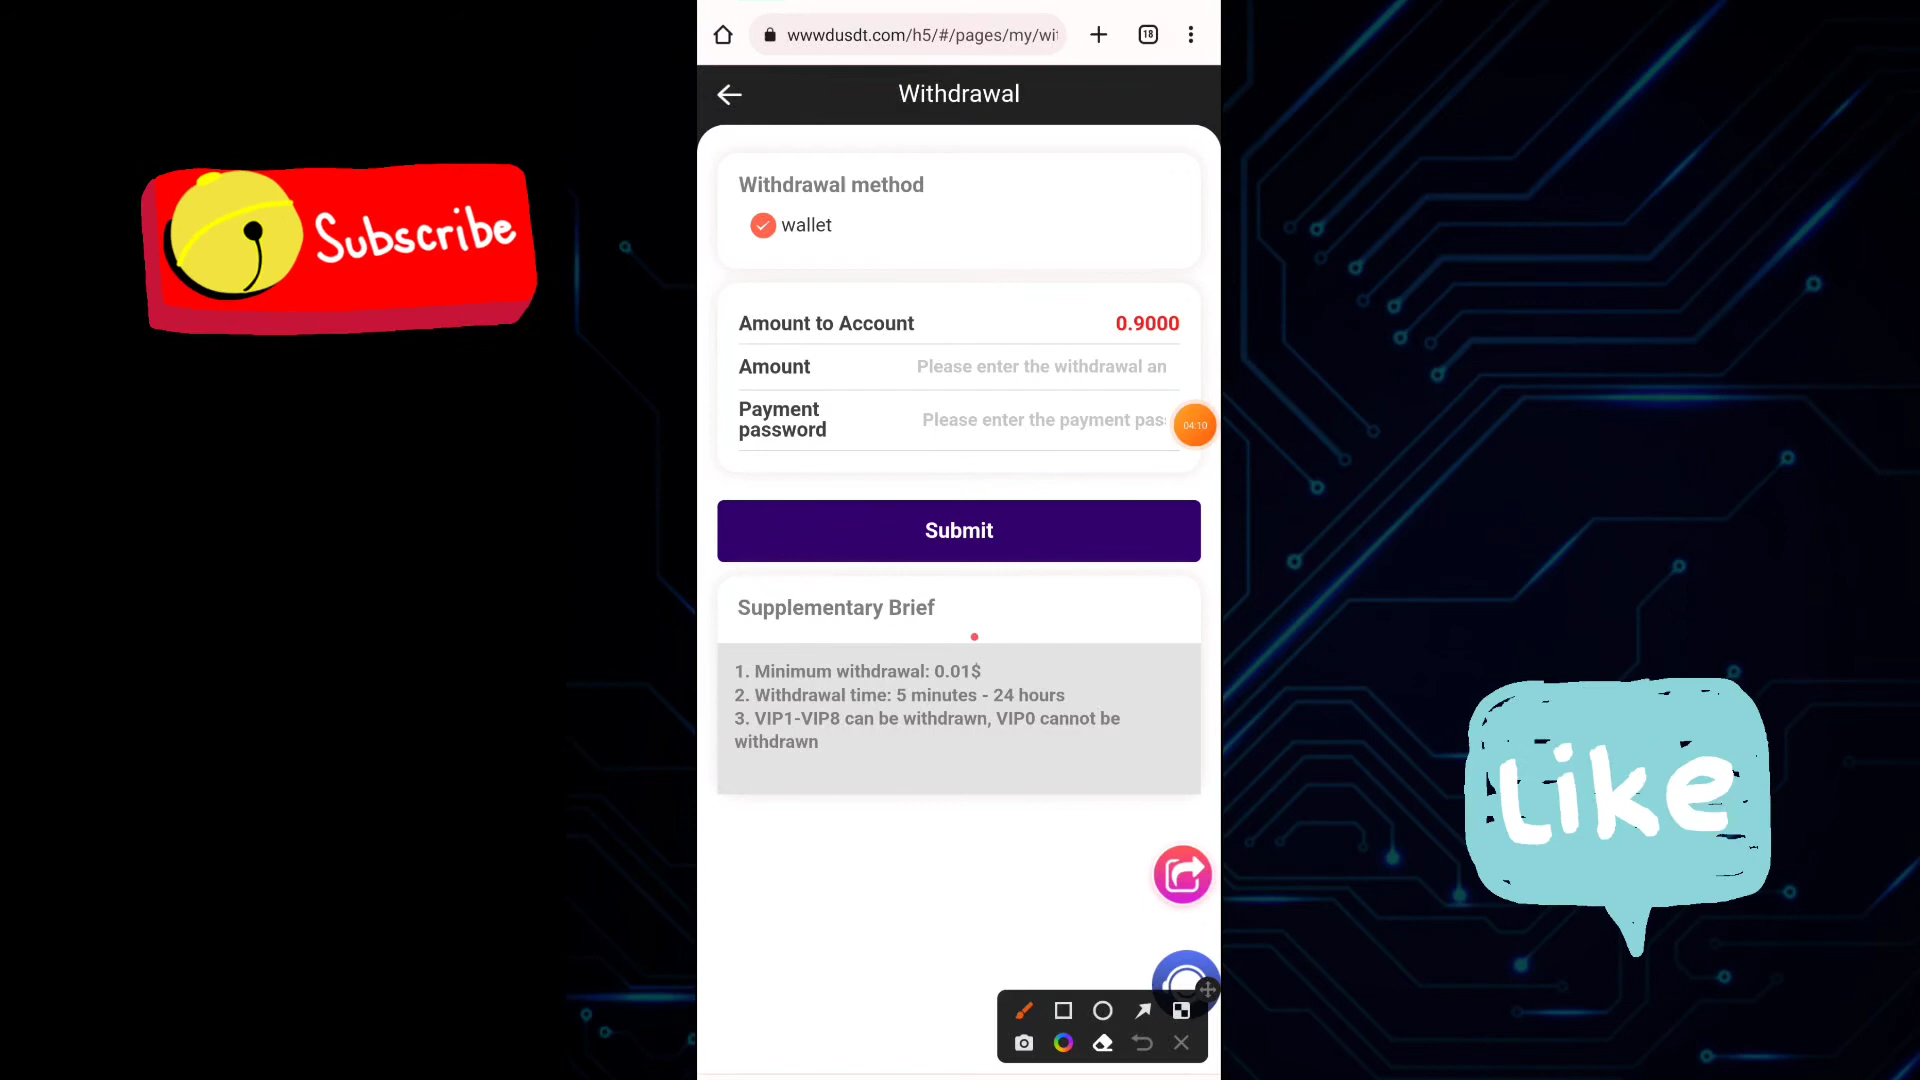 18
wwwdusdt.com/h5/#/pages/my/wit
Withdrawal
Subscribe
Withdrawal method
wallet
Amount to Account 0.9000
Amount Please enter the withdrawal an
Payment
password Please enter the payment pas
04:10
Submit
Supplementary Brief
1. Minimum withdrawal: 0.01$
2. Withdrawal time: 5 minutes - 24 hours
3. VIP1-VIP8 can be withdrawn, VIP0 cannot be
withdrawn
Like